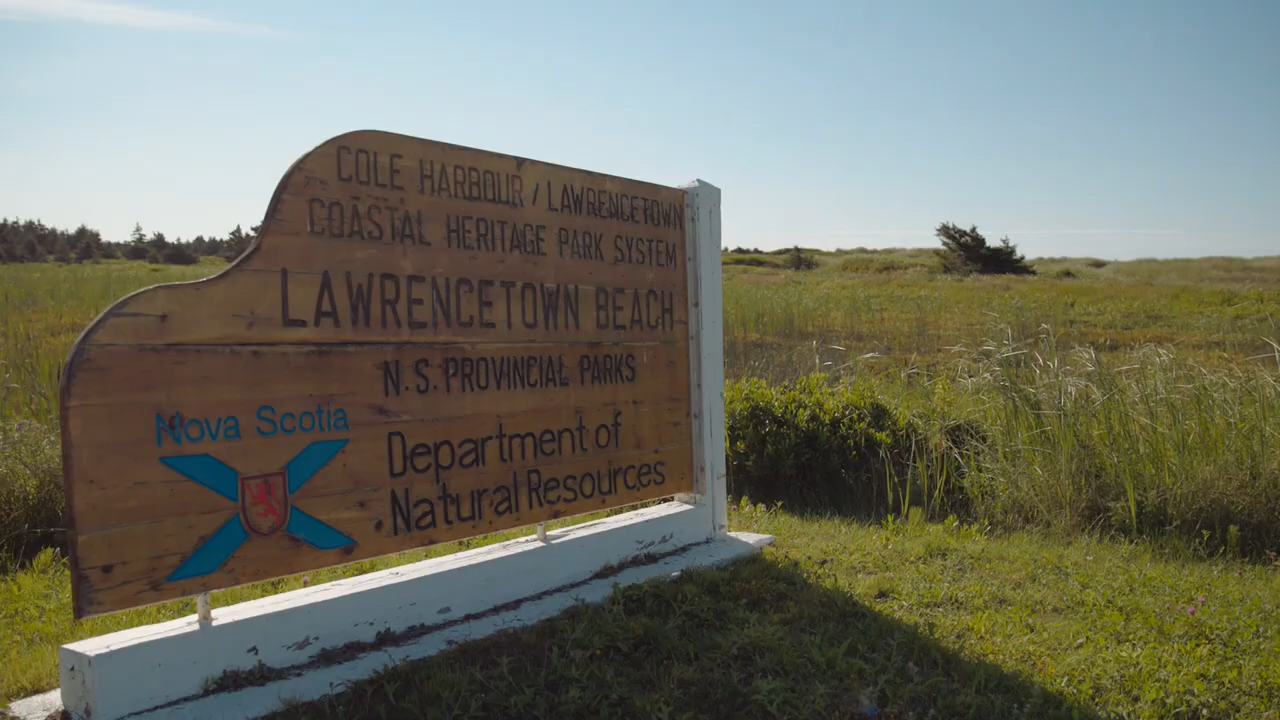 COLE HARBOUR / LAWRENCETOWN
COASTAL HERITAGE PARK SYSTEM
LAWRENCETOWN BEACH
N.S. PROVINCIAL PARKS
Nova Scotia
Department of
Natural Resources